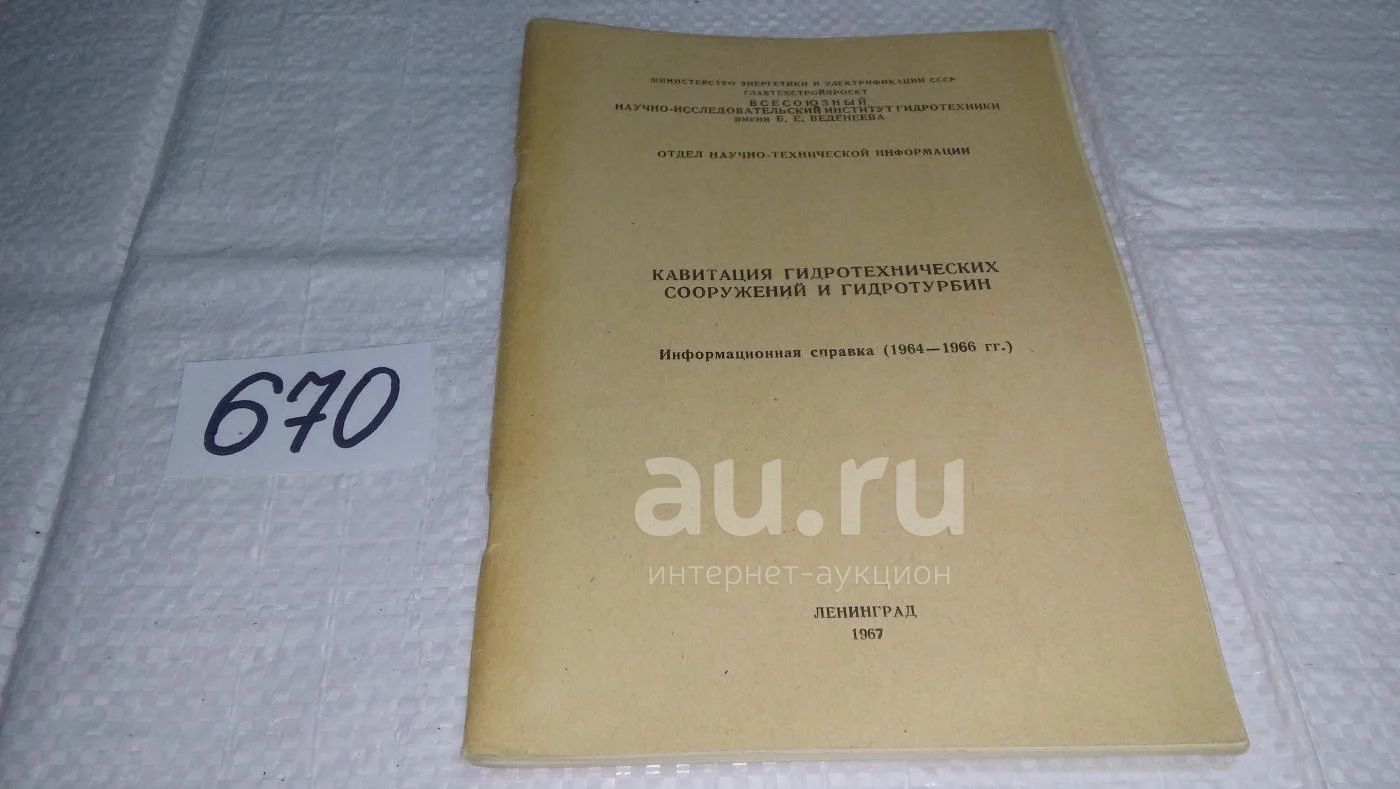 МИНИСТЕРСТВО ЭНЕРГЕТИКИ И ЭЛЕКТРИФИКАЦИИ СССР
ГЛАВТЕХСТРОЙПРОЕКТ
ВСЕСОЮЗНЫЙ
НАУЧНО-ИССЛЕДОВАТЕЛЬСКИЙ ИНСТИТУТ ГИДРОТЕХНИКИ
имени Б. Е. ВЕДЕНЕЕВА
ОТДЕЛ НАУЧНО-ТЕХНИЧЕСКОЙ ИНФОРМАЦИИ
КАВИТАЦИЯ ГИДРОТЕХНИЧЕСКИХ
СООРУЖЕНИЙ И ГИДРОТУРБИН
Информационная справка (1964—1966 гг.)
670
au.ru
интернет-аукцион
ЛЕНИНГРАД
1967